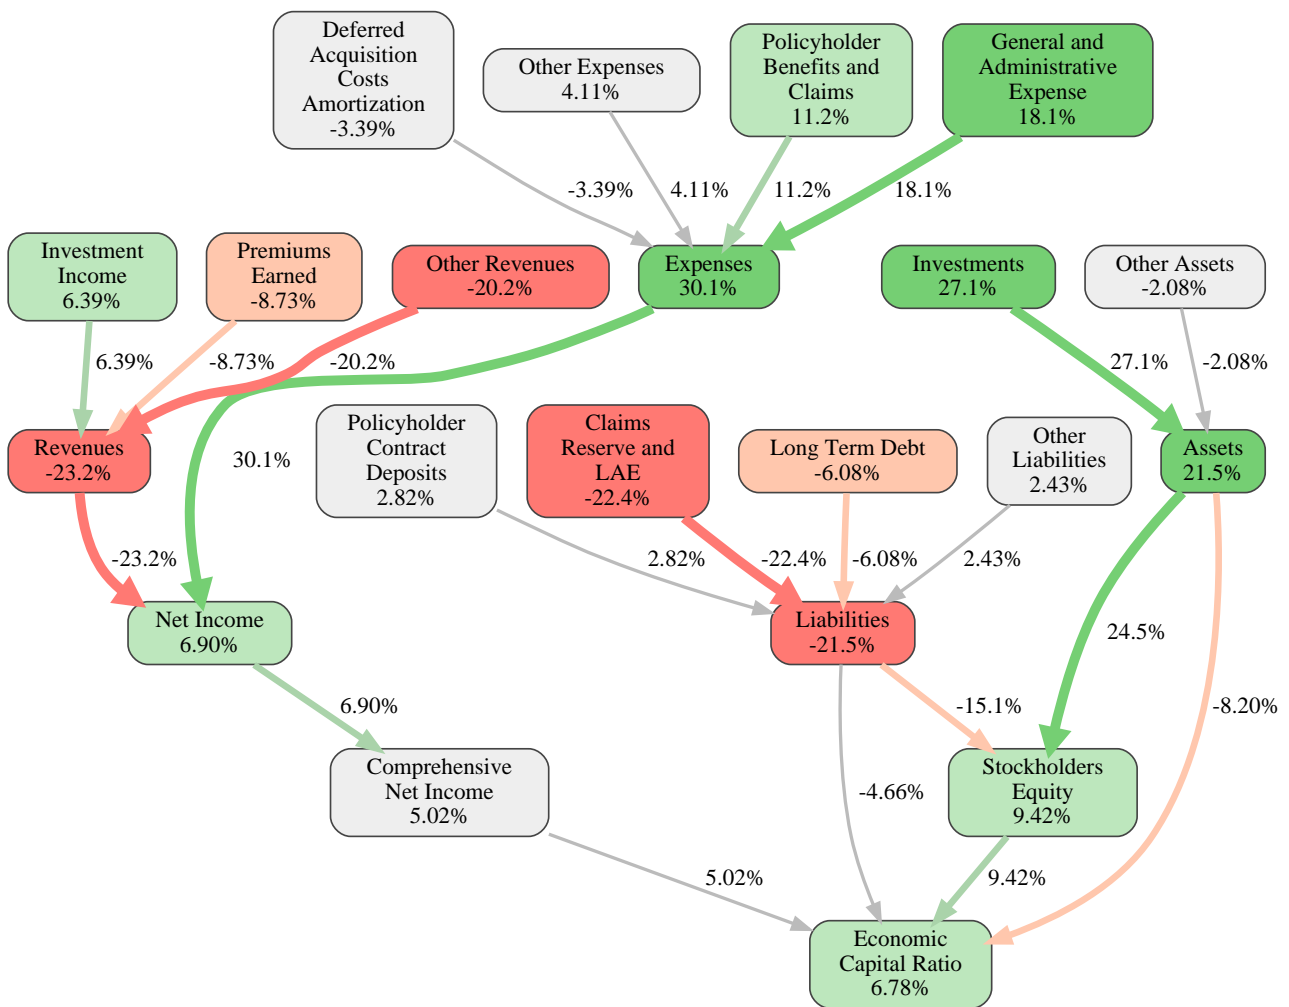 Deferred
Acquisition
Costs
Amortization
-3.39%
Other Expenses
4.11%
Policyholder
Benefits and
Claims
11.2%
General and
Administrative
Expense
18.1%
-3.39%
4.11%
11.2%
18.1%
Investment
Income
6.39%
Premiums
Earned
-8.73%
Other Revenues
-20.2%
Expenses
30.1%
Investments
27.1%
Other Assets
-2.08%
6.39%
-8.73%
-20.2%
27.1%
-2.08%
Revenues
-23.2%
30.1%
Policyholder
Contract
Deposits
2.82%
Claims
Reserve and
LAE
-22.4%
Long Term Debt
-6.08%
Other
Liabilities
2.43%
Assets
21.5%
-23.2%
2.82%
-22.4%
-6.08%
2.43%
Net Income
6.90%
Liabilities
-21.5%
24.5%
6.90%
-15.1%
-8.20%
Comprehensive
Net Income
5.02%
-4.66%
Stockholders
Equity
9.42%
5.02%
9.42%
Economic
Capital Ratio
6.78%